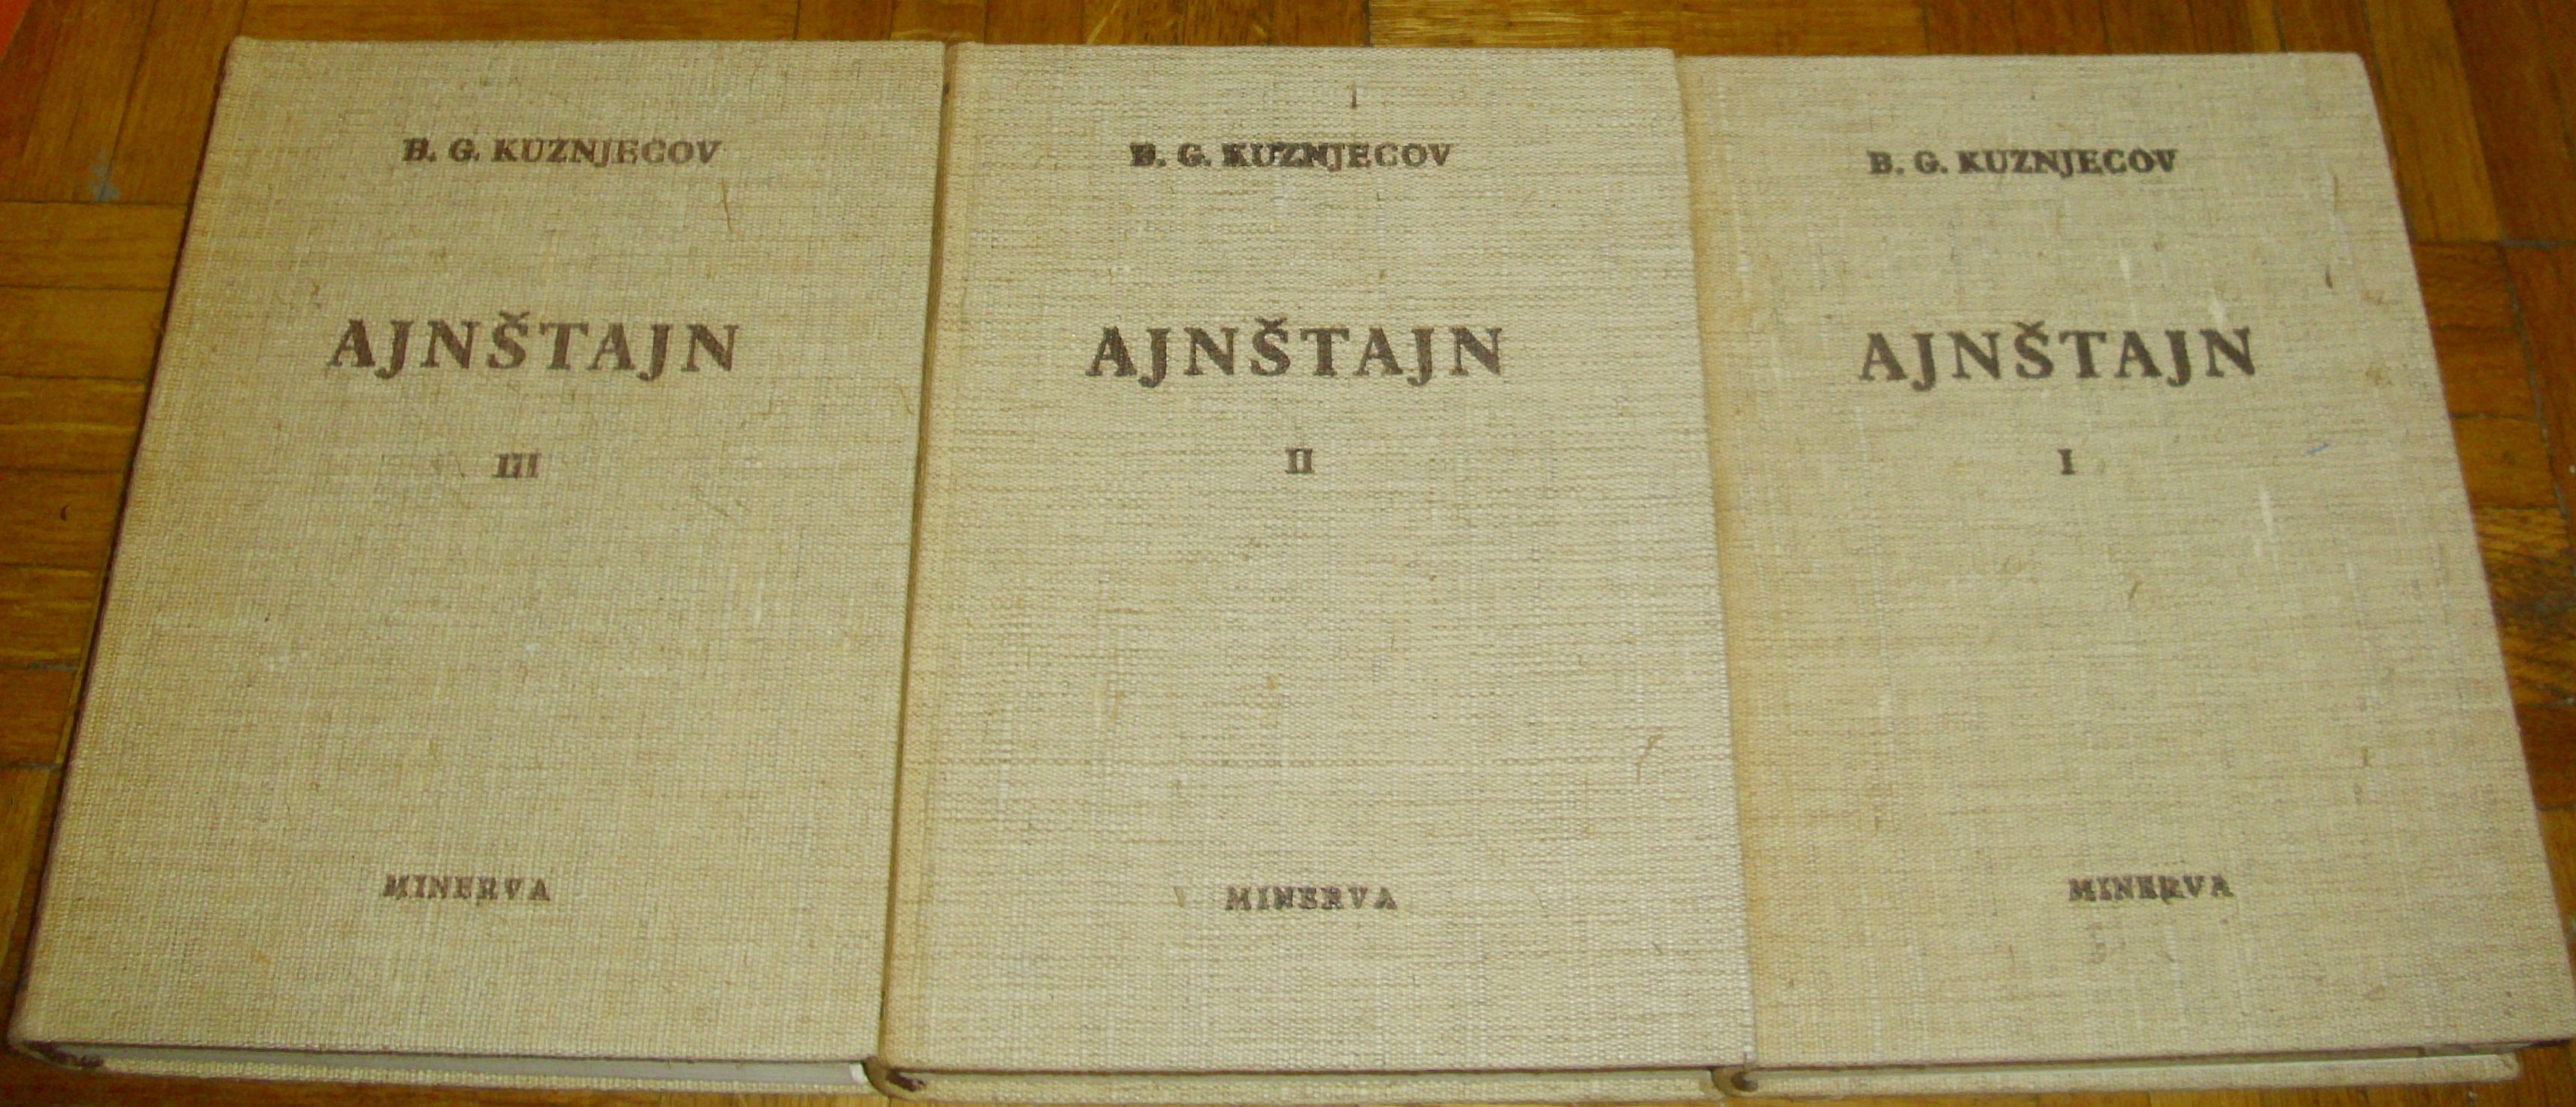 B. G. KUZNJECOV
AJNŠTAJN
III
MINERVA
B. G. KUZNJECOV
AJNŠTAJN
II
MINERVA
B. G. KUZNJECOV
AJNŠTAJN
I
MINERVA